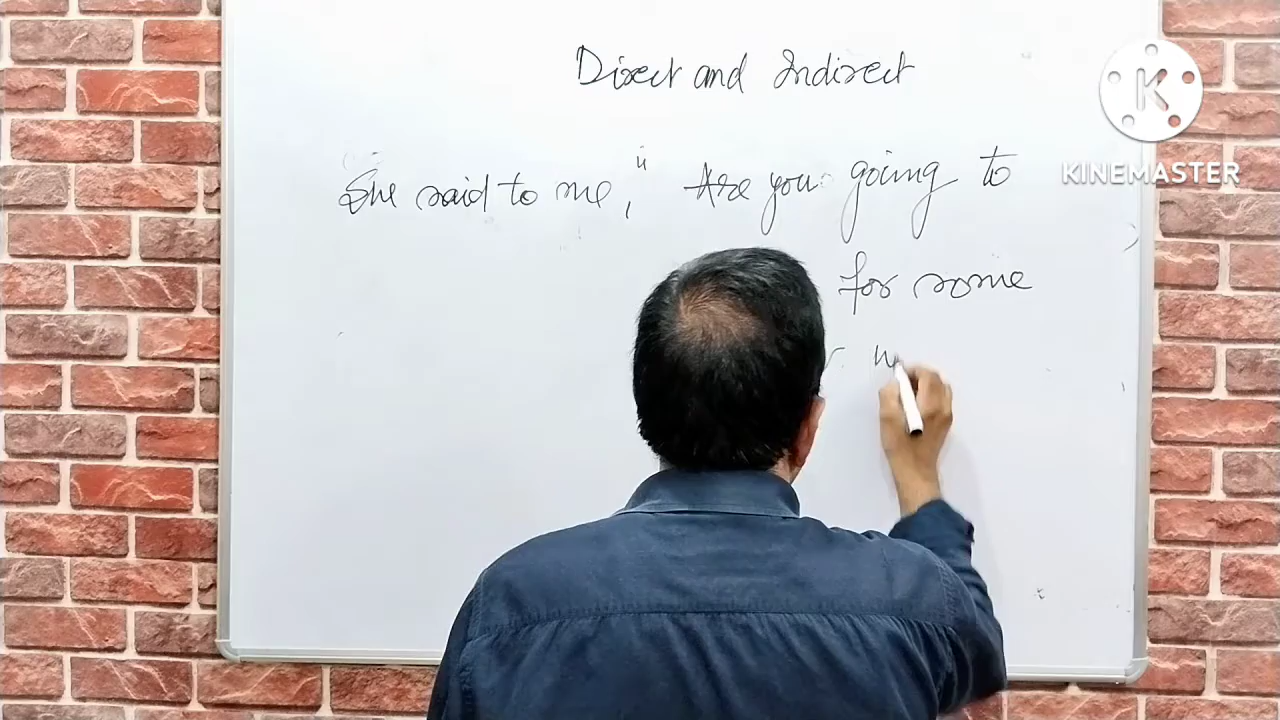 Direct and Indirect
She said to me, " Are you going to
for some
K
KINEMASTER